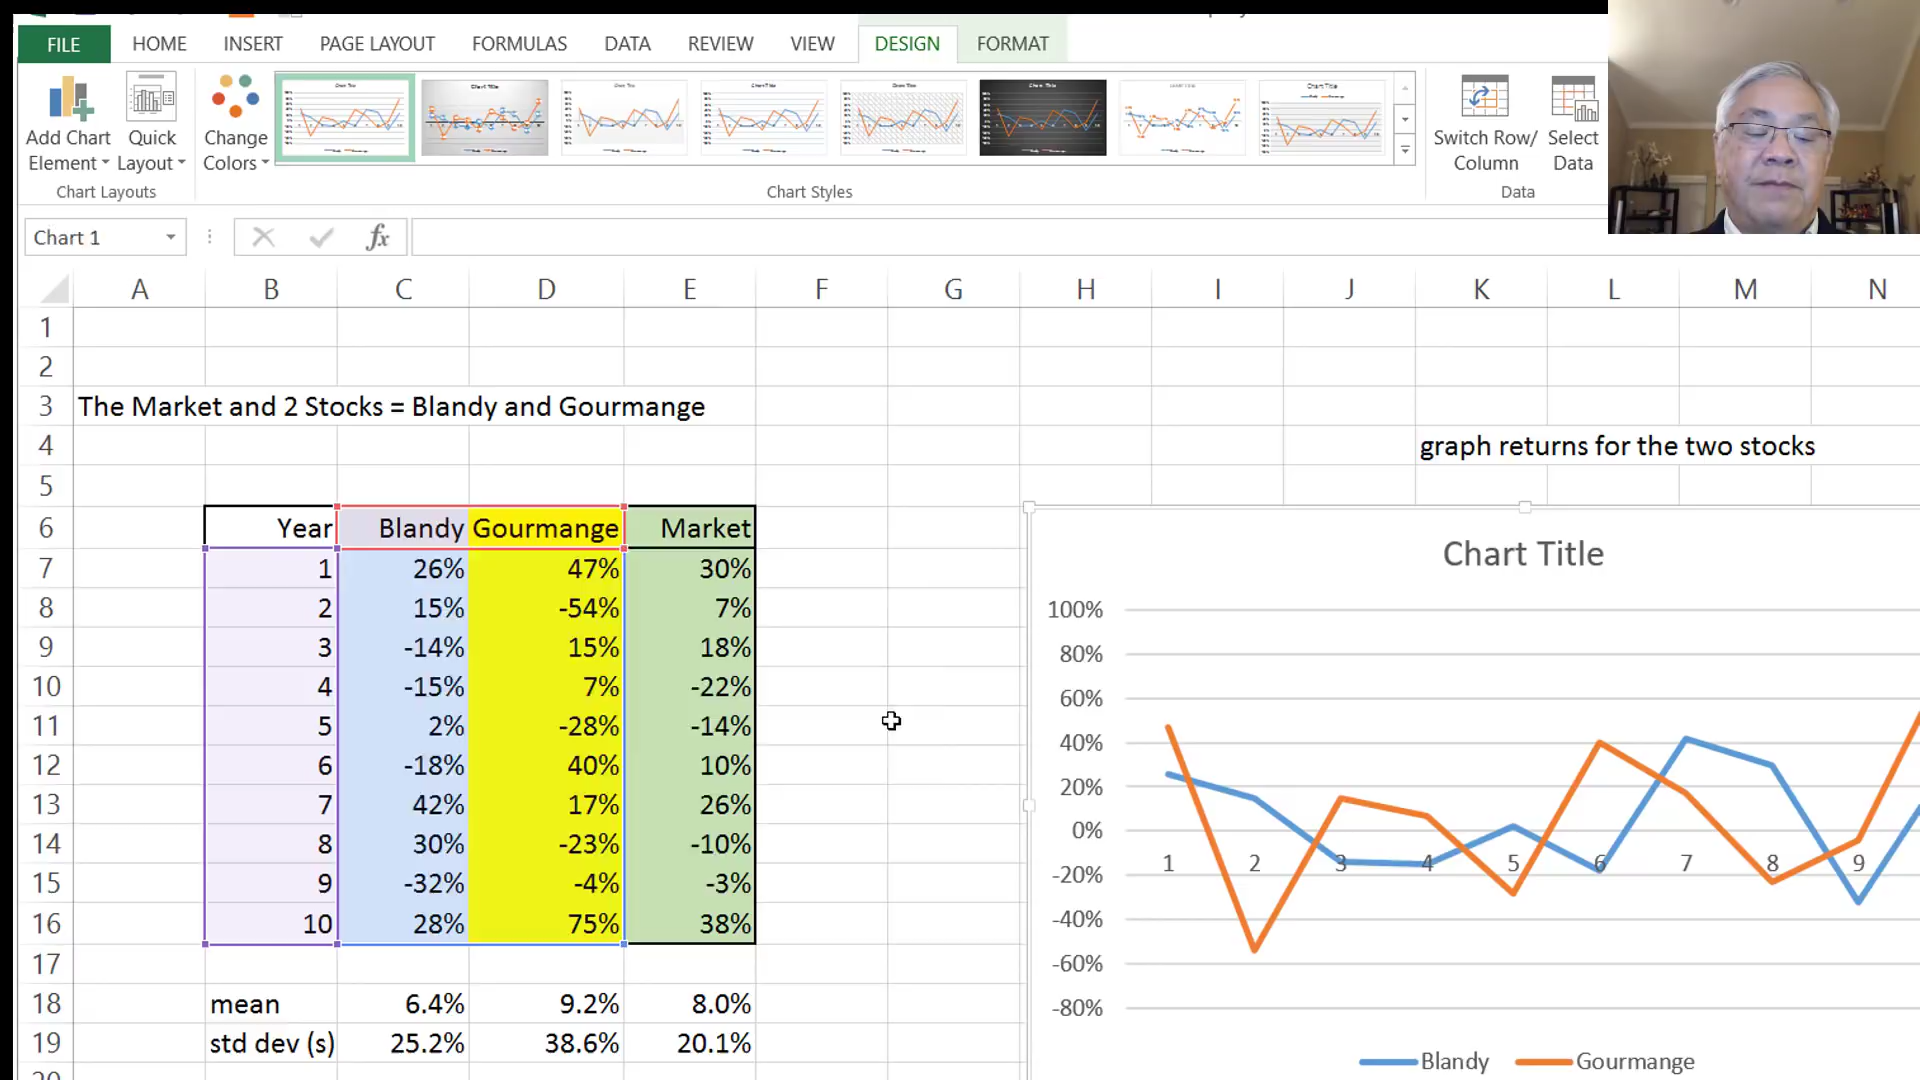 FILE HOME INSERT PAGE LAYOUT FORMULAS DATA REVIEW VIEW DESIGN FORMAT
Add Chart Element Quick Layout Change Colors Switch Row/ Column Select Data
Chart Layouts Chart Styles Data
Chart 1 fx
A B C D E F G H I J K L M N
1
2
3 The Market and 2 Stocks = Blandy and Gourmange
4 graph returns for the two stocks
5
6 Year Blandy Gourmange Market
7 1 26% 47% 30%
8 2 15% -54% 7%
9 3 -14% 15% 18%
10 4 -15% 7% -22%
11 5 2% -28% -14%
12 6 -18% 40% 10%
13 7 42% 17% 26%
14 8 30% -23% -10%
15 9 -32% -4% -3%
16 10 28% 75% 38%
17
18 mean 6.4% 9.2% 8.0%
19 std dev (s) 25.2% 38.6% 20.1%
Chart Title
100%
80%
60%
40%
20%
0%
1 2 3 4 5 6 7 8 9
-20%
-40%
-60%
-80%
Blandy Gourmange